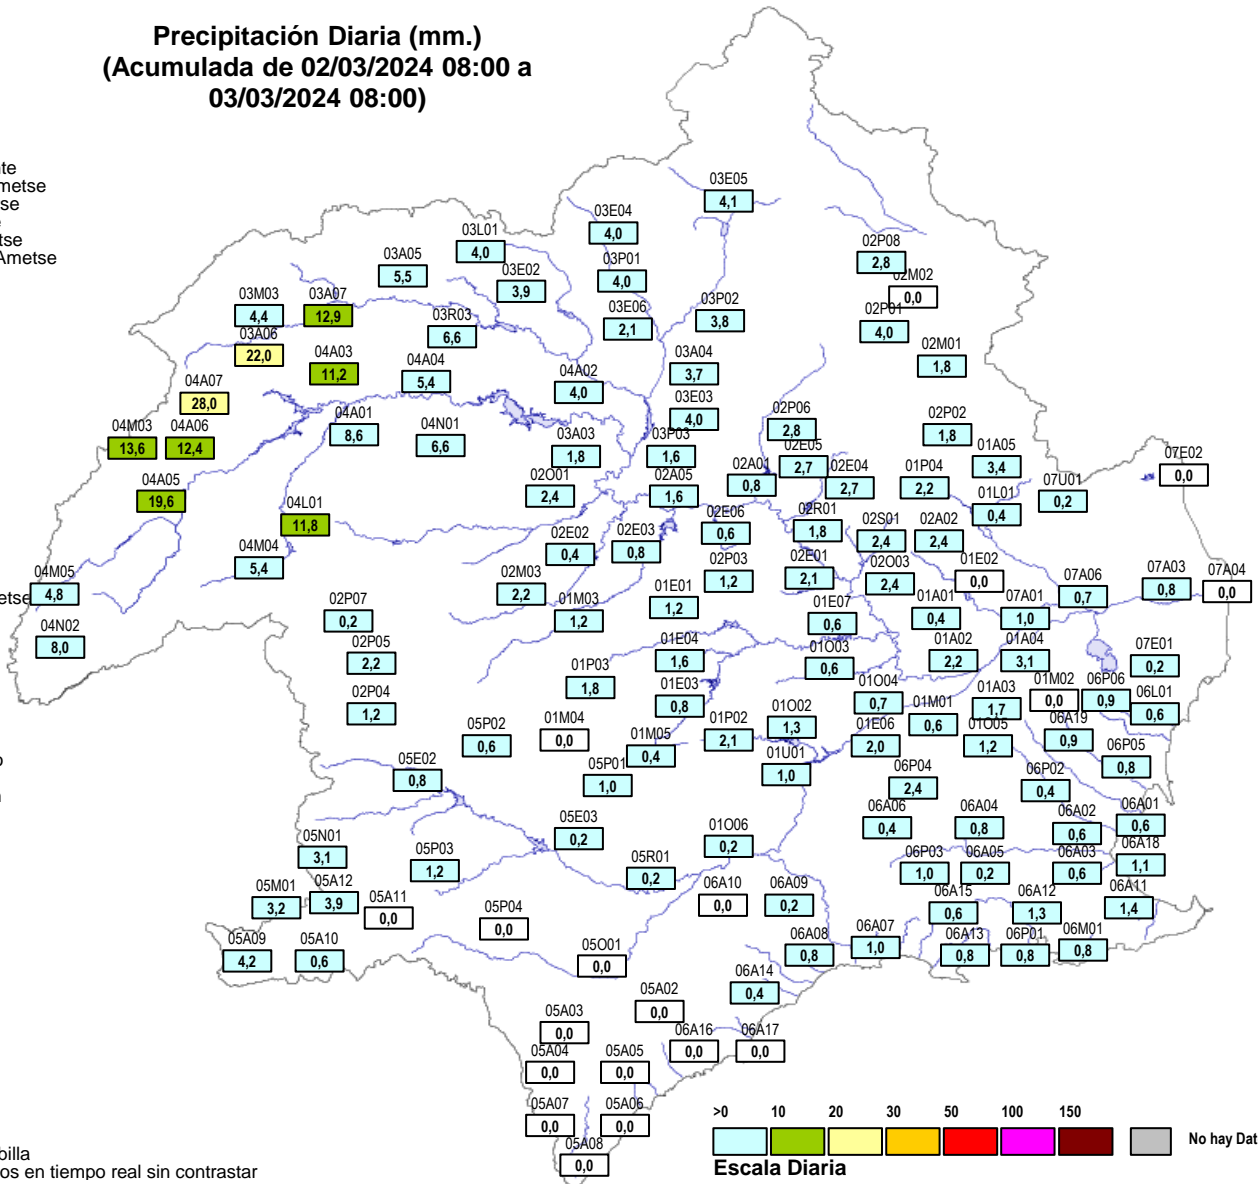 Precipitación Diaria (mm.)
(Acumulada de 02/03/2024 08:00 a
03/03/2024 08:00)
nte
metse
tse
e
tse
Ametse
03E05
4,1
03E04
4,0
03L01
4,0
02P08
2,8
03A05
5,5
03E02
3,9
03P01
4,0
02M02
0,0
03M03
4,4
03A07
12,9
03R03
6,6
03E06
2,1
03P02
3,8
02P01
4,0
03A06
22,0
04A03
11,2
04A04
5,4
04A02
4,0
03A04
3,7
02M01
1,8
04A07
28,0
04A01
8,6
04N01
6,6
03E03
4,0
02P06
2,8
02P02
1,8
04M03
13,6
04A06
12,4
03A03
1,8
03P03
1,6
02E05
2,7
01A05
3,4
07E02
0,0
04A05
19,6
02O01
2,4
02A05
1,6
02A01
0,8
02E04
2,7
01P04
2,2
07U01
0,2
04L01
11,8
02E06
0,6
02R01
1,8
01L01
0,4
02E02
0,4
02E03
0,8
02S01
2,4
02A02
2,4
04M04
5,4
04M05
4,8
etse
02M03
2,2
02P03
1,2
02E01
2,1
02O03
2,4
01E02
0,0
07A06
0,7
07A03
0,8
07A04
0,0
02P07
0,2
01M03
1,2
01E01
1,2
01E07
0,6
01A01
0,4
07A01
1,0
04N02
8,0
02P05
2,2
01E04
1,6
01O03
0,6
01A02
2,2
01A04
3,1
07E01
0,2
01P03
1,8
02P04
1,2
01E03
0,8
01O04
0,7
01A03
1,7
01M02
0,0
06P06
0,9
06L01
0,6
05P02
0,6
01M04
0,0
01M05
0,4
01P02
2,1
01O02
1,3
01E06
2,0
01M01
0,6
01O05
1,2
06A19
0,9
05E02
0,8
05P01
1,0
01U01
1,0
06P04
2,4
06P02
0,4
06P05
0,8
05E03
0,2
01O06
0,2
06A06
0,4
06A04
0,8
06A02
0,6
06A01
0,6
05N01
3,1
05P03
1,2
05R01
0,2
06P03
1,0
06A05
0,2
06A03
0,6
06A18
1,1
05M01
3,2
05A12
3,9
05A11
0,0
05P04
0,0
06A10
0,0
06A09
0,2
06A15
0,6
06A12
1,3
06A11
1,4
05A09
4,2
05A10
0,6
05O01
0,0
06A08
0,8
06A07
1,0
06A13
0,8
06P01
0,8
06M01
0,8
06A14
0,4
05A02
0,0
05A03
0,0
06A16
0,0
06A17
0,0
05A04
0,0
05A05
0,0
05A07
0,0
05A06
0,0
05A08
0,0
>0 10 20 30 50 100 150
No hay Dat
Escala Diaria
billa
os en tiempo real sin contrastar